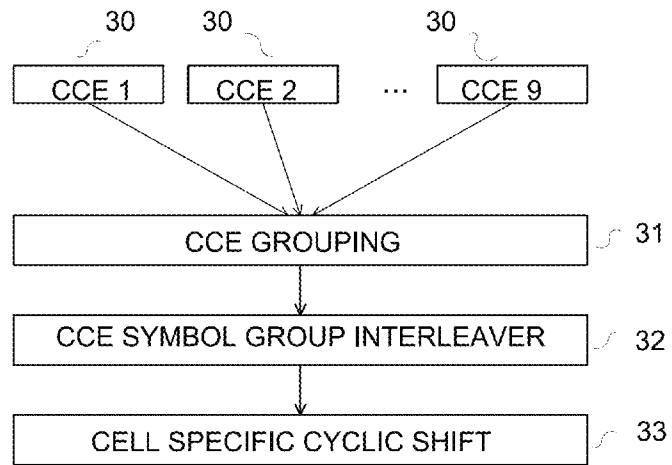 30 30 30
CCE 1 CCE 2 ... CCE 9
CCE GROUPING 31
CCE SYMBOL GROUP INTERLEAVER 32
CELL SPECIFIC CYCLIC SHIFT 33